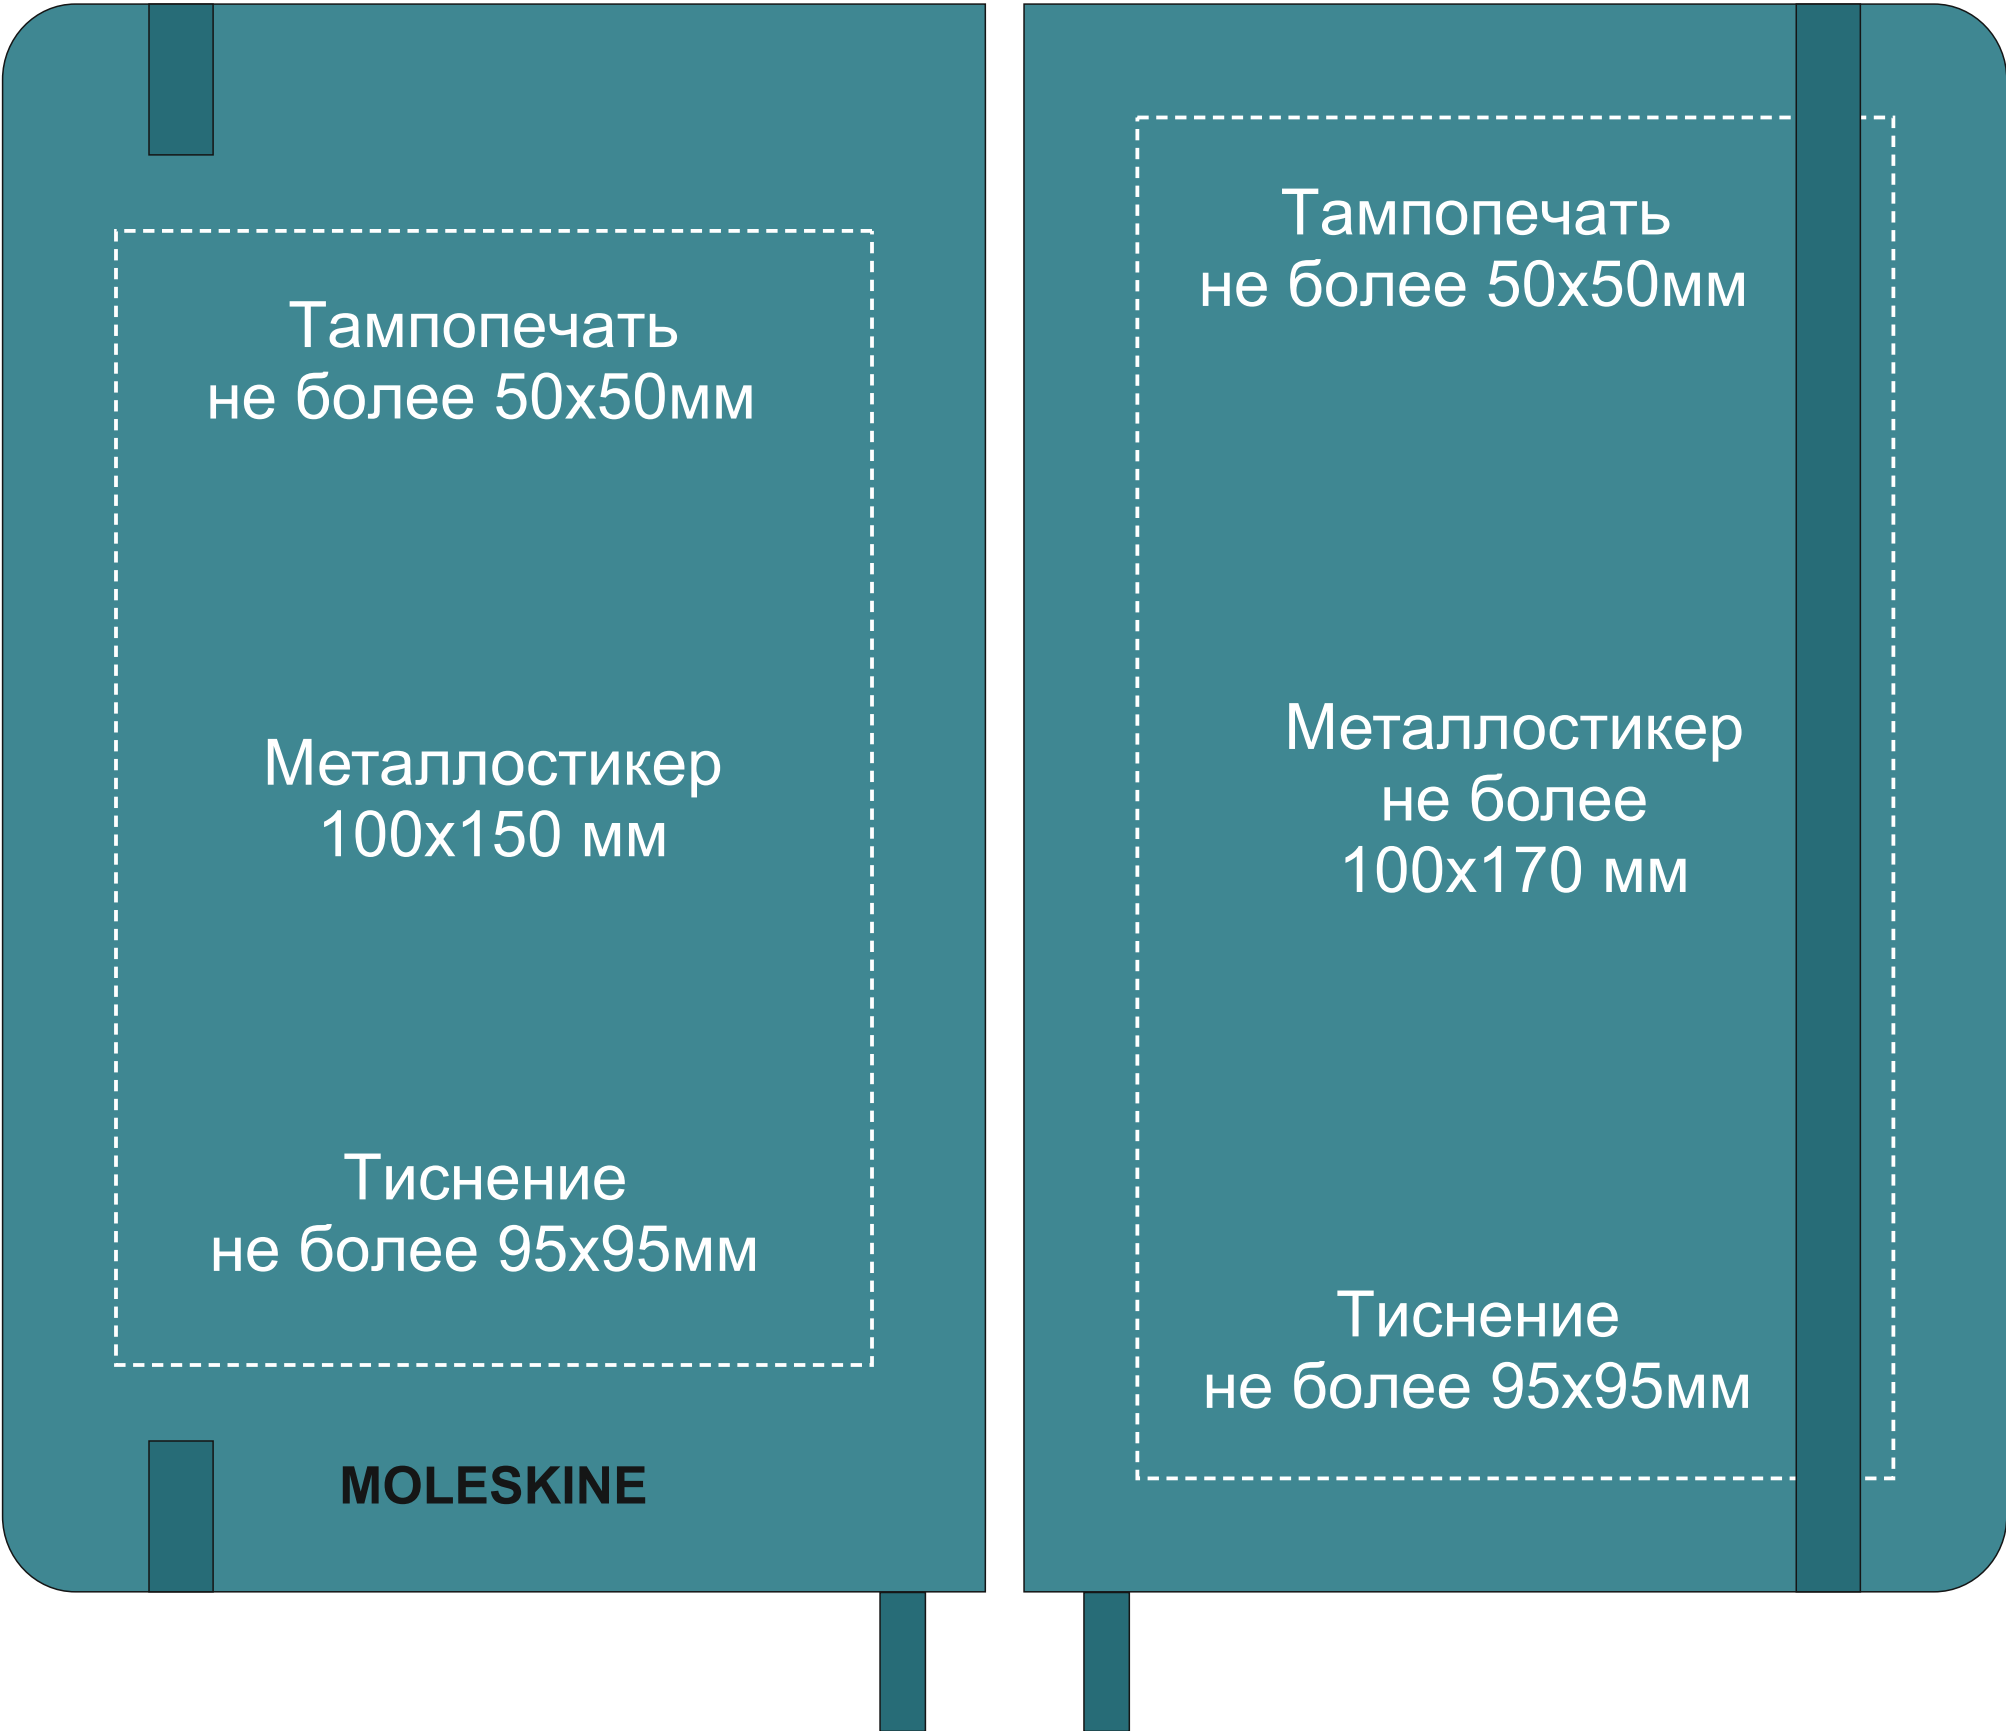 Тампопечать
не более 50х50мм
Металлостикер
100х150 мм
Тиснение
не более 95х95мм
MOLESKINE
Тампопечать
не более 50х50мм
Металлостикер
не более
100х170 мм
Тиснение
не более 95х95мм